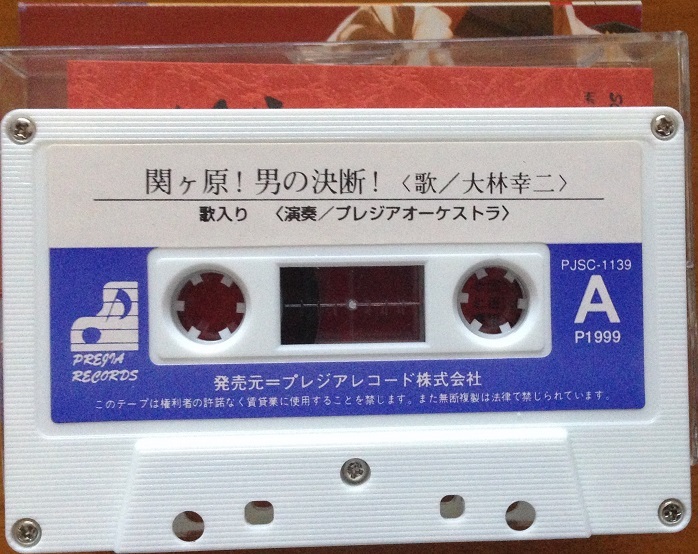 関ヶ原！男の決断！〈歌／大林幸二〉
歌入り 〈演奏／プレジアオーケストラ〉
PJSC-1139
A
P1999
PREJIA
RECORDS
発売元＝プレジアレコード株式会社
このテープは権利者の許諾なく賃貸業に使用することを禁じます。また無断複製は法律で禁じられています。